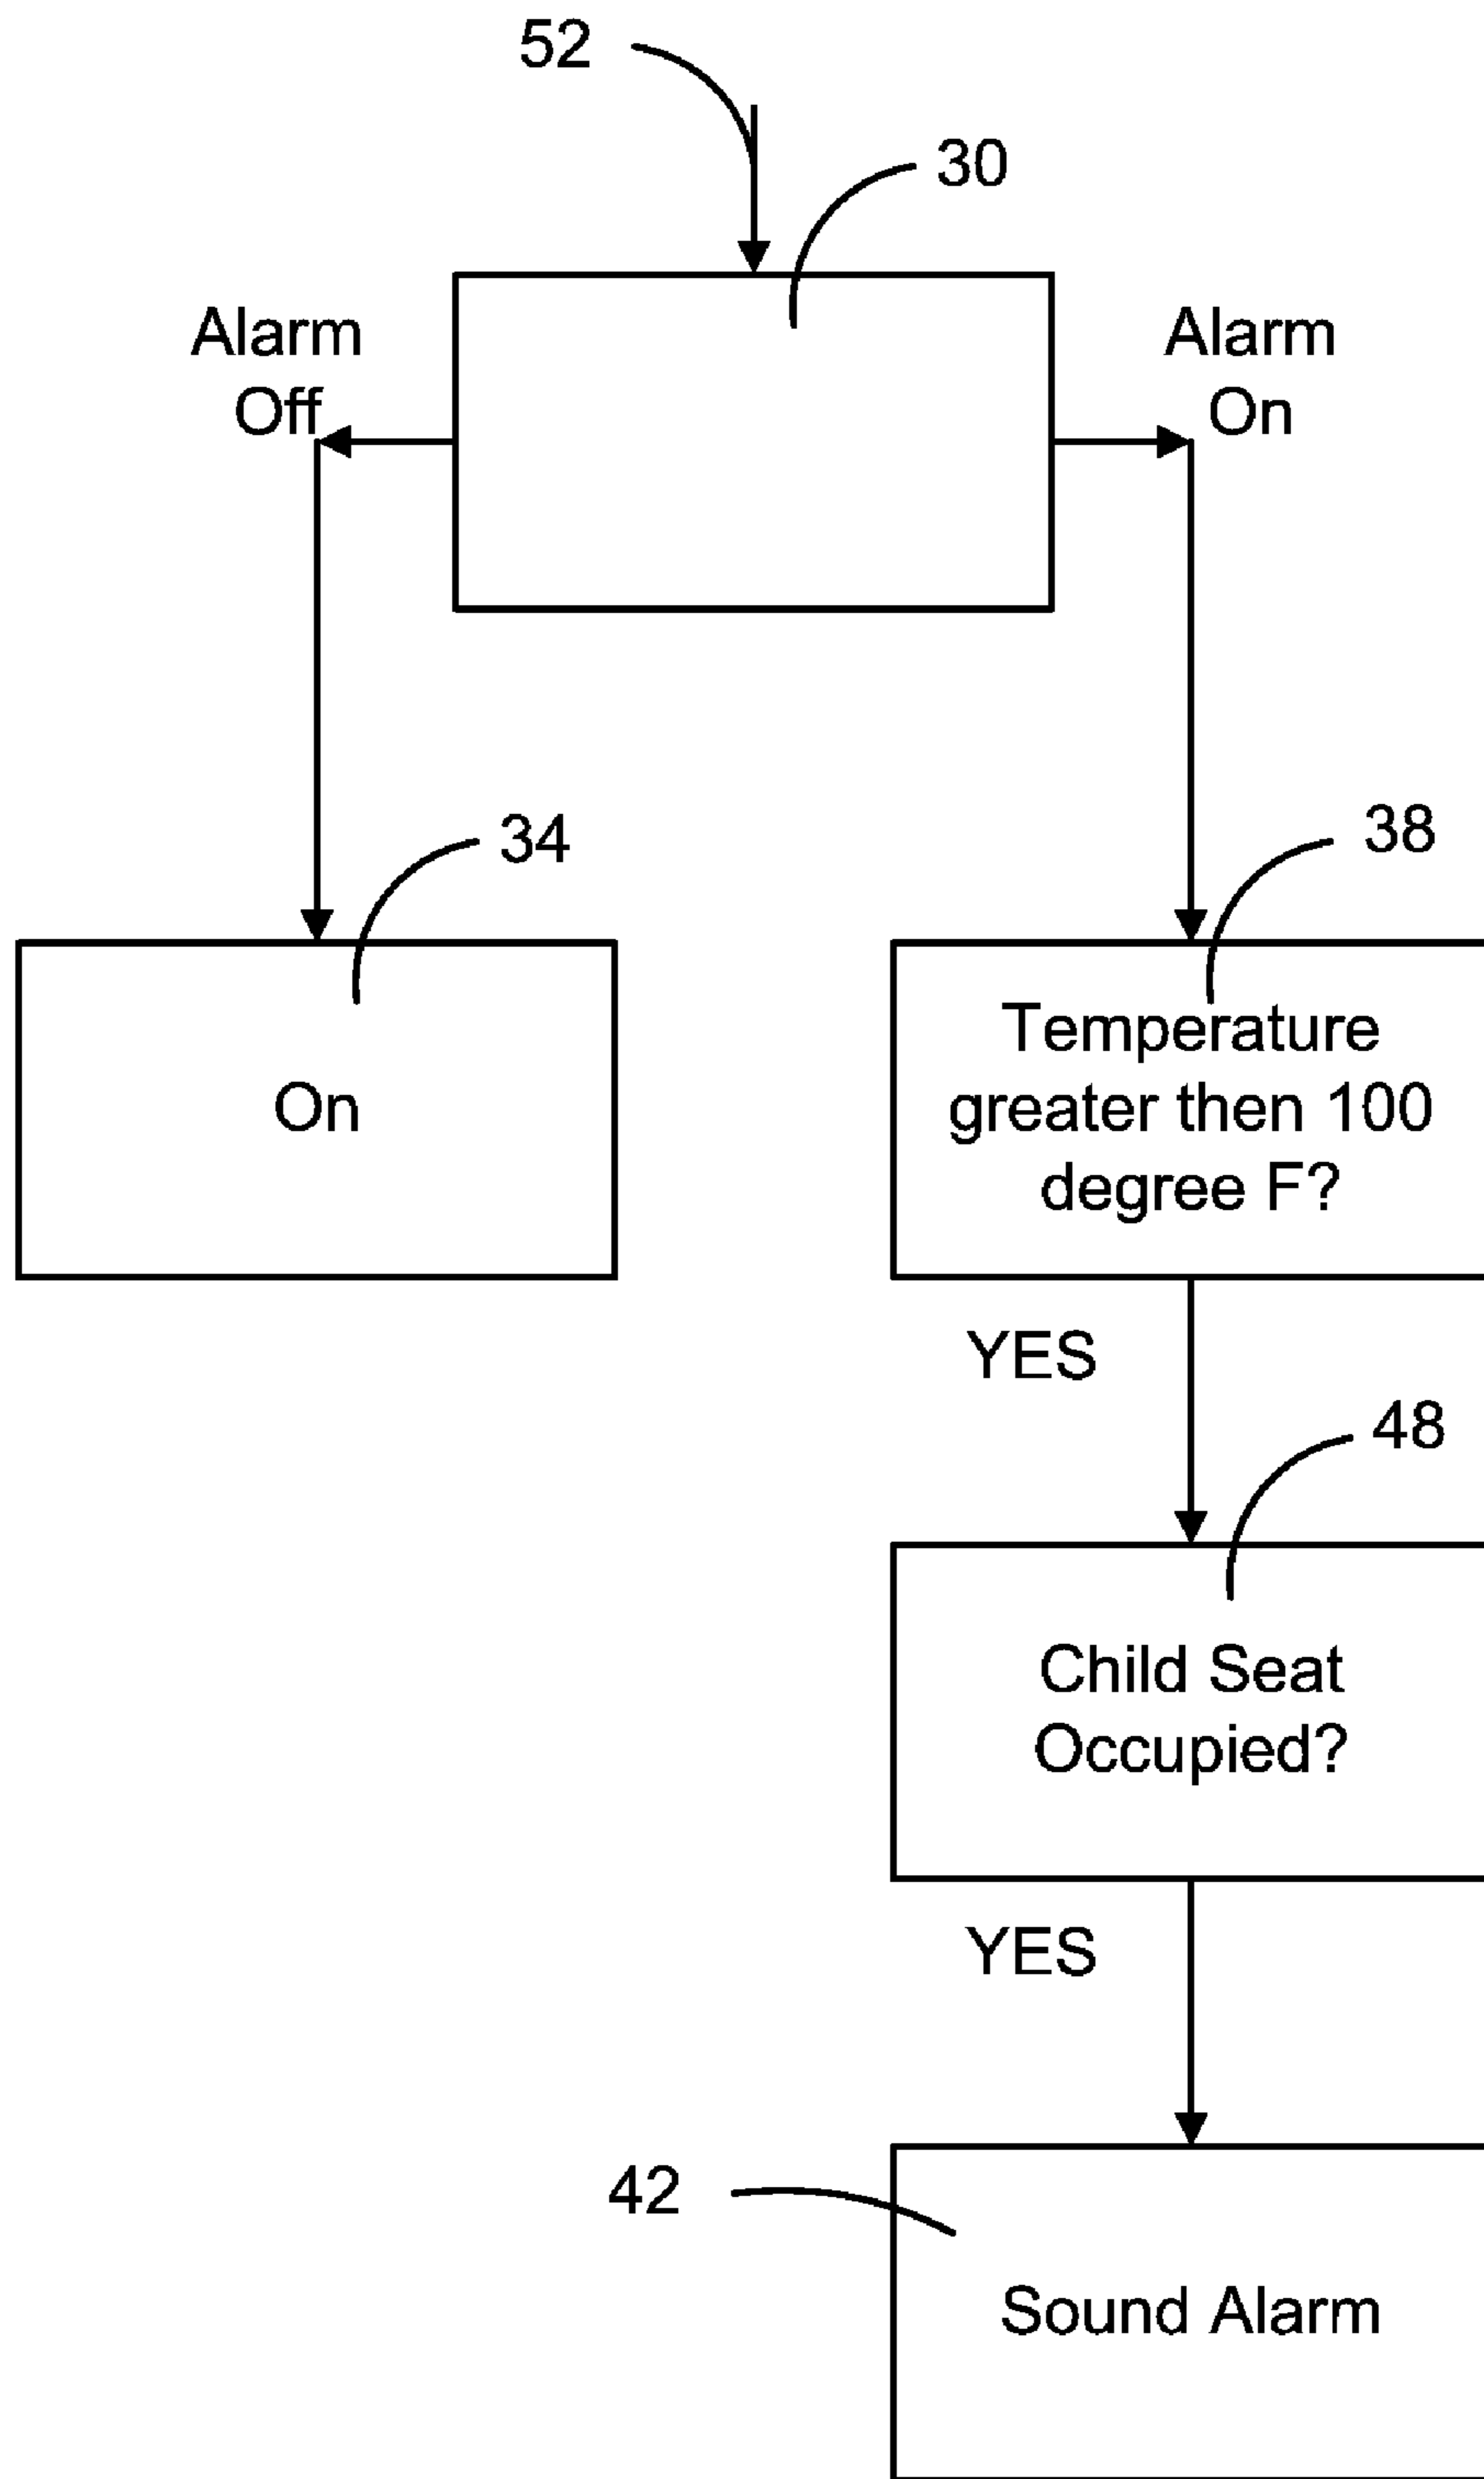 52
30
Alarm
Off
Alarm
On
34
38
On
Temperature
greater then 100
degree F?
YES
48
Child Seat
Occupied?
YES
42
Sound Alarm